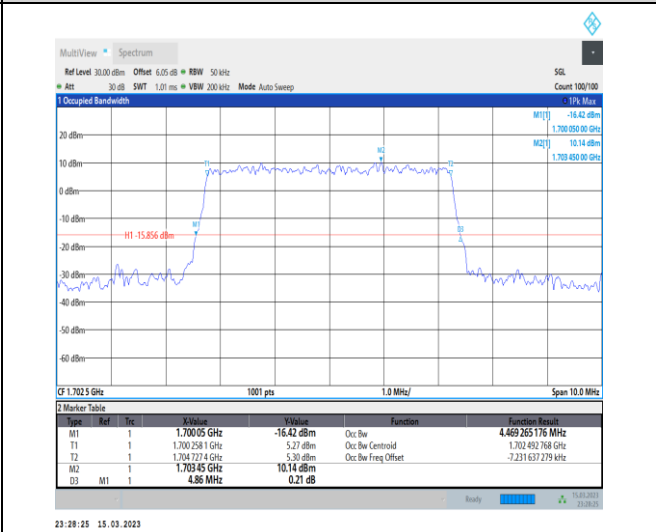 MultiView Spectrum
Ref Level 30.00 dBm Offset 6.05 dB RBW 50 kHz SGL
Att 30 dB SWT 1.01 ms VBW 200 kHz Mode Auto Sweep Count 100/100
1 Occupied Bandwidth 1Pk Max
M1[1] -16.42 dBm
1.700 050 00 GHz
20 dBm
M2[1] 10.14 dBm
1.703 450 00 GHz
M2
10 dBm T1 T2
0 dBm
-10 dBm
M1
D3
H1 -15.856 dBm
-20 dBm
-30 dBm
-40 dBm
-50 dBm
-60 dBm
CF 1.702 5 GHz 1001 pts 1.0 MHz/ Span 10.0 MHz
2 Marker Table
Type Ref Trc X-Value Y-Value Function Function Result
M1 1 1.700 05 GHz -16.42 dBm Occ Bw 4.469 265 176 MHz
T1 1 1.700 258 1 GHz 5.27 dBm Occ Bw Centroid 1.702 492 768 GHz
T2 1 1.704 727 4 GHz 5.30 dBm Occ Bw Freq Offset -7.231 637 279 kHz
M2 1 1.703 45 GHz 10.14 dBm
D3 M1 1 4.86 MHz 0.21 dB
Ready 15.03.2023
23:28:25
23:28:25 15.03.2023